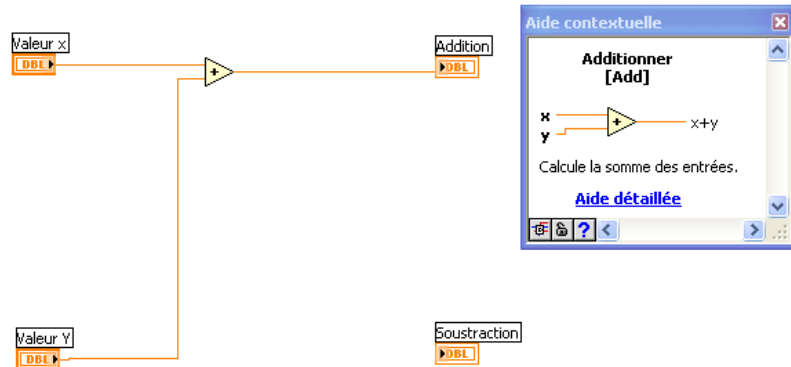 Valeur x
DBL
Addition
DBL
Valeur Y
DBL
Soustraction
DBL
Aide contextuelle
Additionner
[Add]
x
y
x+y
Calcule la somme des entrées.
Aide détaillée
?